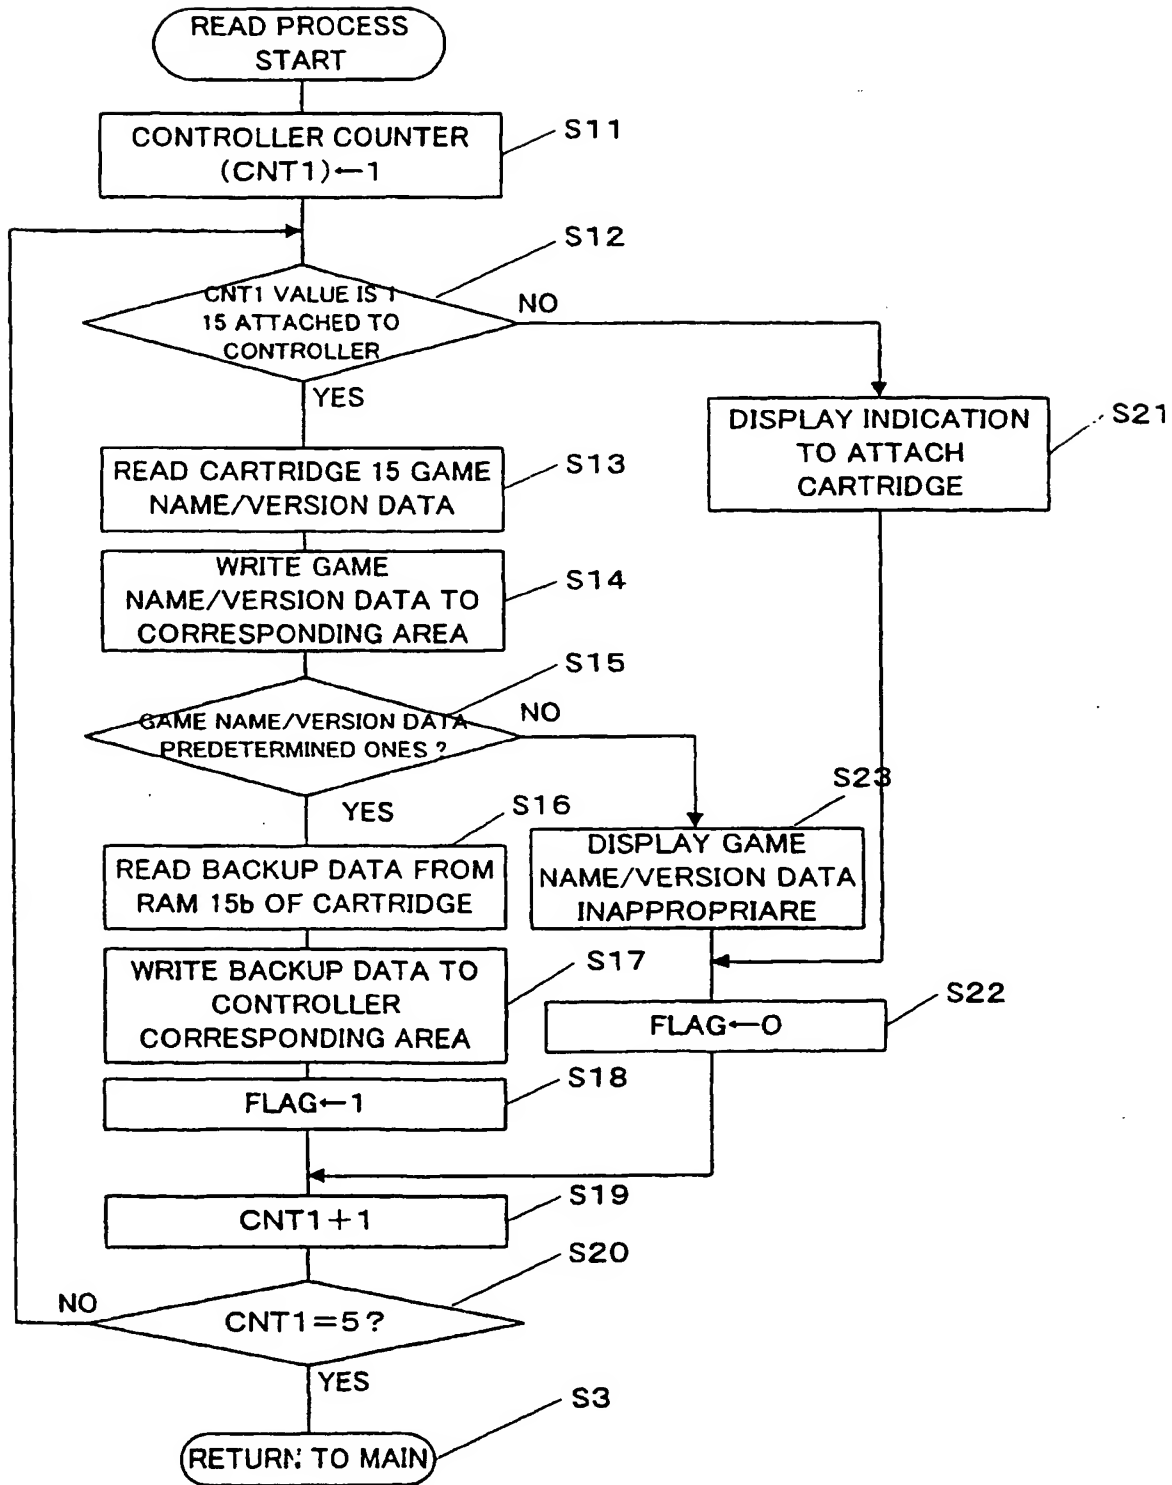 READ PROCESS
START
CONTROLLER COUNTER
(CNT1)←1
S11
S12
CNT1 VALUE IS 1
15 ATTACHED TO
CONTROLLER
NO
YES
DISPLAY INDICATION
TO ATTACH
CARTRIDGE
S21
READ CARTRIDGE 15 GAME
NAME/VERSION DATA
S13
WRITE GAME
NAME/VERSION DATA TO
CORRESPONDING AREA
S14
S15
GAME NAME/VERSION DATA
PREDETERMINED ONES ?
NO
YES
S23
S16
DISPLAY GAME
NAME/VERSION DATA
INAPPROPRIARE
READ BACKUP DATA FROM
RAM 15b OF CARTRIDGE
WRITE BACKUP DATA TO
CONTROLLER
CORRESPONDING AREA
S17
S22
FLAG←0
S18
FLAG←1
S19
CNT1+1
S20
NO
CNT1=5?
YES
S3
RETURN TO MAIN